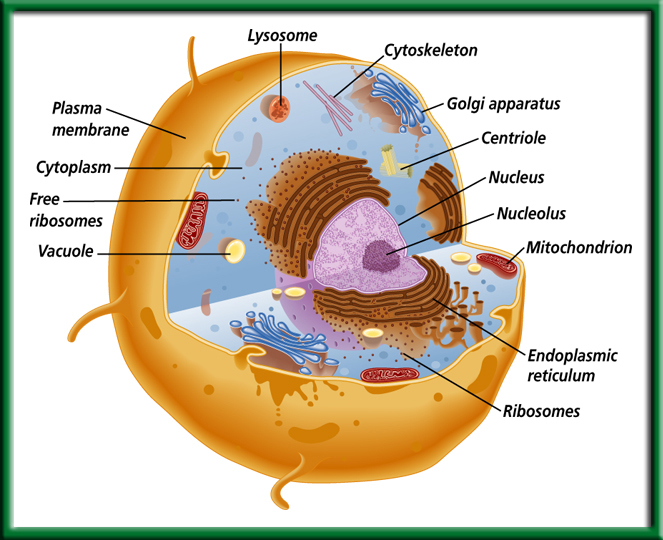 Lysosome
Cytoskeleton
Plasma
membrane
Golgi apparatus
Centriole
Cytoplasm
Nucleus
Free
ribosomes
Nucleolus
Vacuole
Mitochondrion
Endoplasmic
reticulum
Ribosomes